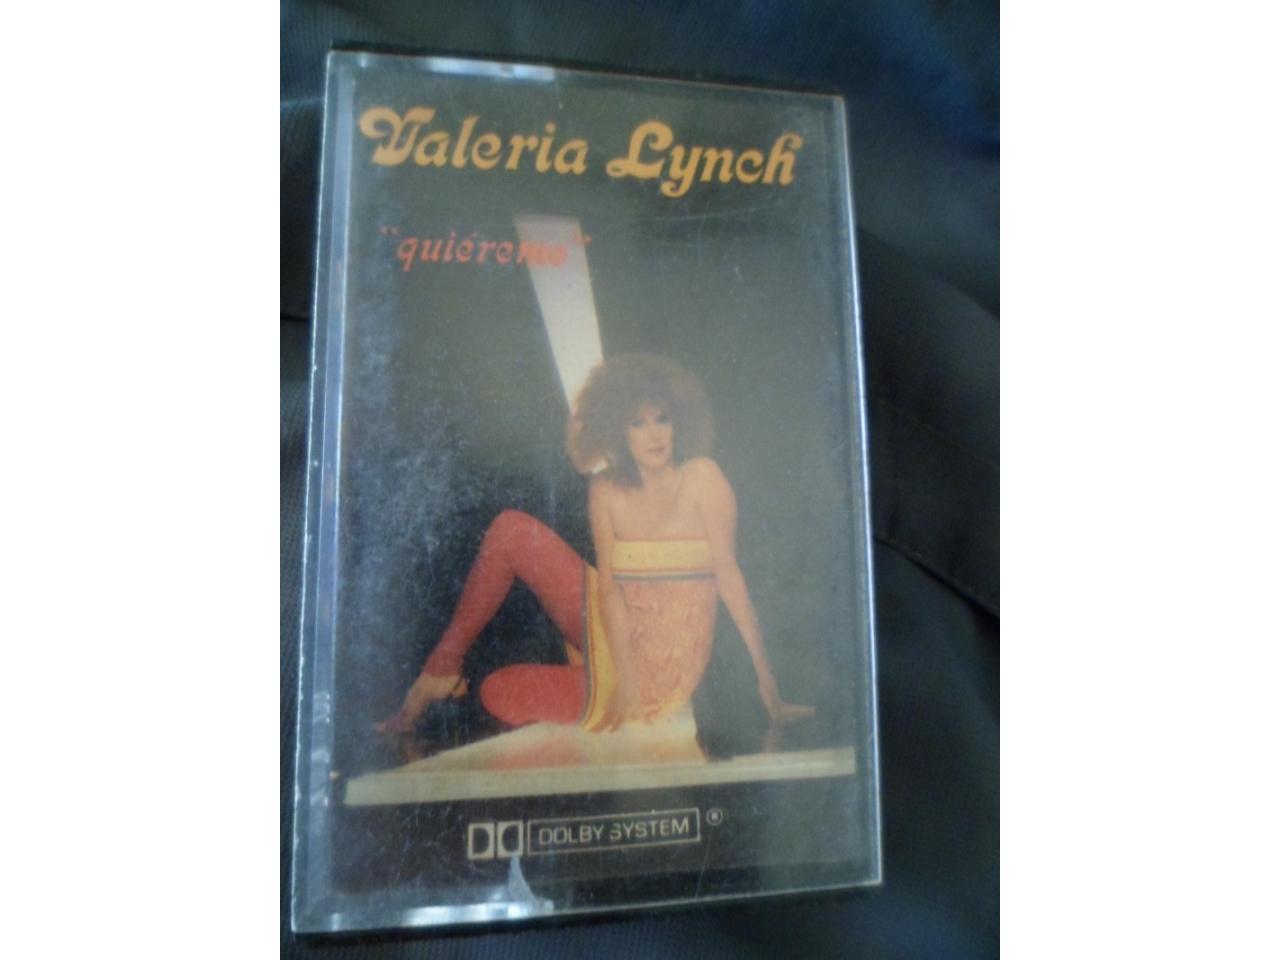 Valeria Lynch
"quiéreme"
DOLBY SYSTEM ®